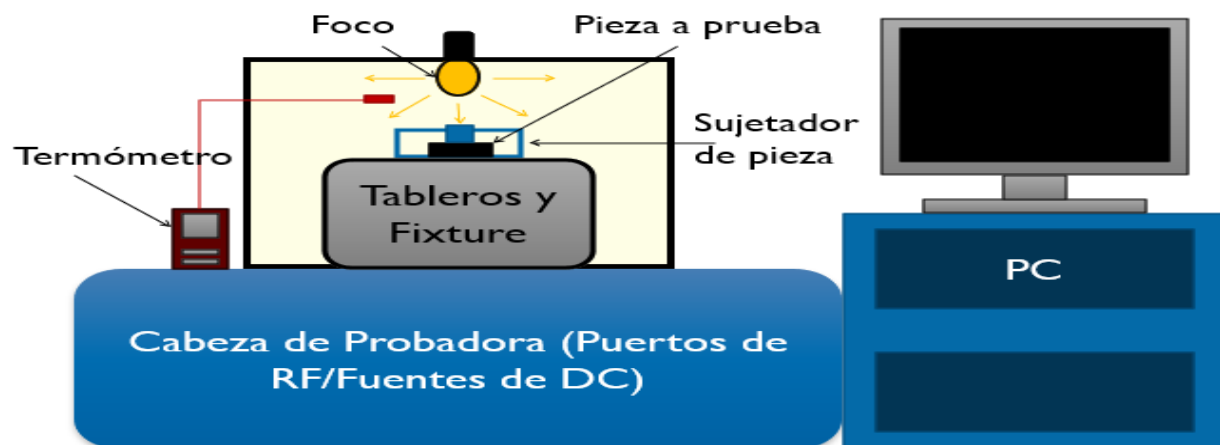 Foco
Pieza a prueba
Termómetro
Sujetador
de pieza
Tableros y
Fixture
PC
Cabeza de Probadora (Puertos de
RF/Fuentes de DC)